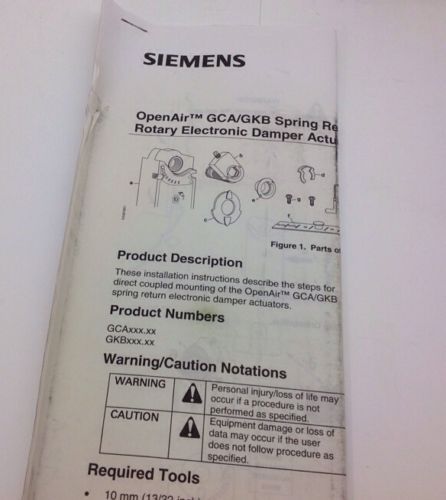 SIEMENS
OpenAir™ GCA/GKB Spring Re
Rotary Electronic Damper Actu
Figure 1. Parts o
Product Description
These installation instructions describe the steps for
direct coupled mounting of the OpenAir™ GCA/GKB
spring return electronic damper actuators.
Product Numbers
GCAxxx.xx
GKBxxx.xx
Warning/Caution Notations
WARNING
Personal injury/loss of life may
occur if a procedure is not
performed as specified.
CAUTION
Equipment damage or loss of
data may occur if the user
does not follow procedure as
specified.
Required Tools
• 10 mm (13/32